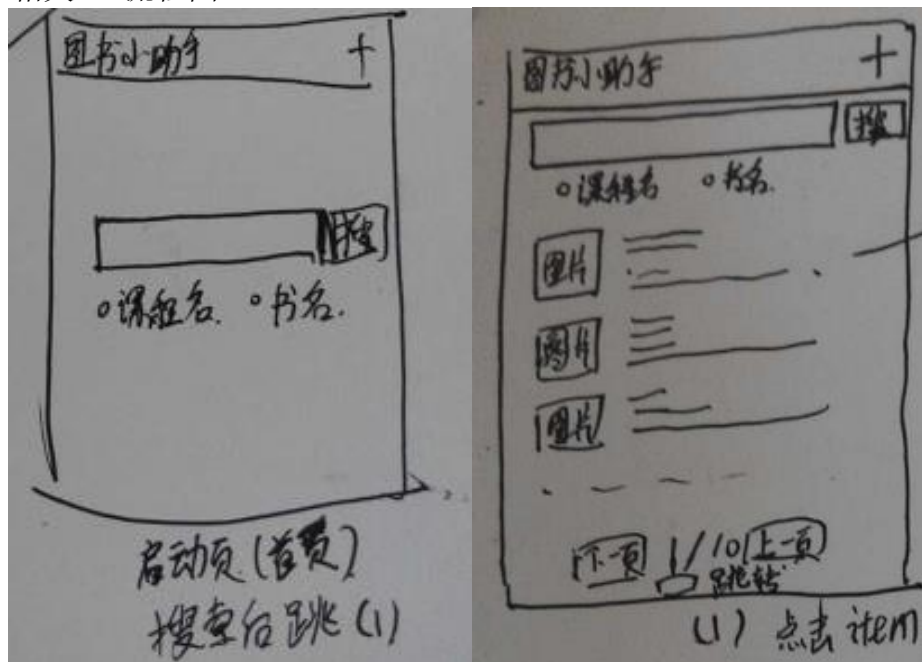 图书小助手 +
搜
○课程名. ○书名.
启动页(首页)
搜索后跳(1)
图书小助手 +
搜
○课程名 ○书名.
图片
图片
图片
下一页 1/10 上一页
跳转
(1) 点击 item